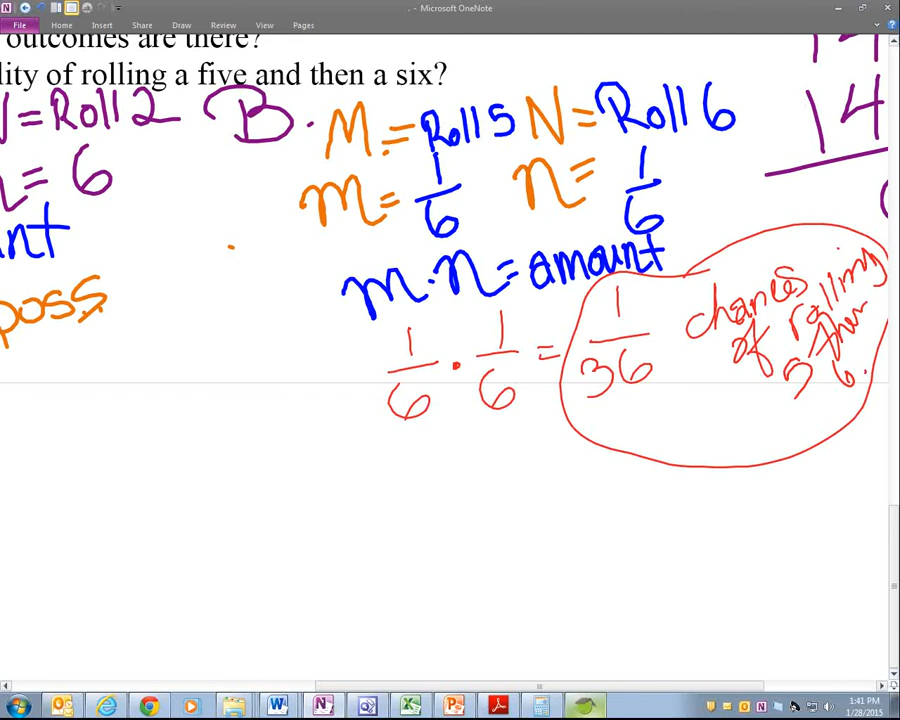 . - Microsoft OneNote
File Home Insert Share Draw Review View Pages
outcomes are there?
lity of rolling a five and then a six?
N = Roll 2 B. M. = Roll 5 N = Roll 6
= 6 m = 1/6 n = 1/6
14
m · n = amount
poss
1/6 · 1/6 = 1/36
chances
of rolling
5 then
6.
1:41 PM
1/28/2015